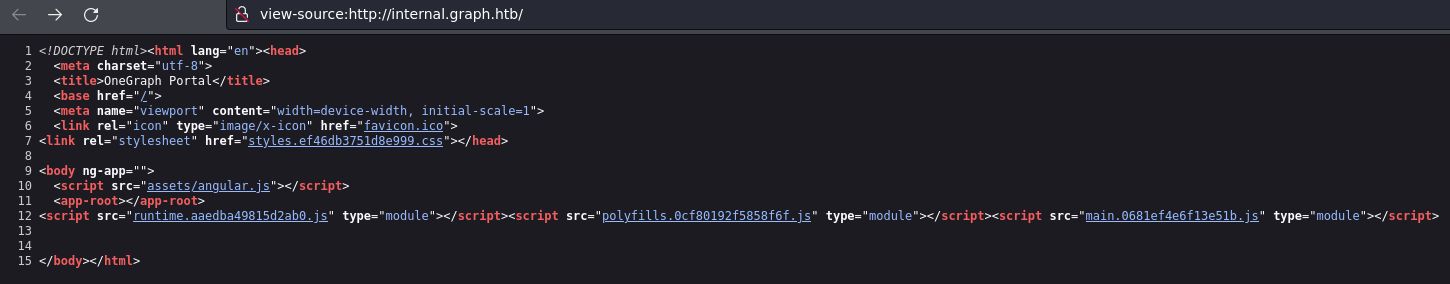 view-source:http://internal.graph.htb/
1 <!DOCTYPE html><html lang="en"><head>
2   <meta charset="utf-8">
3   <title>OneGraph Portal</title>
4   <base href="/">
5   <meta name="viewport" content="width=device-width, initial-scale=1">
6   <link rel="icon" type="image/x-icon" href="favicon.ico">
7 <link rel="stylesheet" href="styles.ef46db3751d8e999.css"></head>
8
9 <body ng-app="">
10   <script src="assets/angular.js"></script>
11   <app-root></app-root>
12 <script src="runtime.aaedba49815d2ab0.js" type="module"></script><script src="polyfills.0cf80192f5858f6f.js" type="module"></script><script src="main.0681ef4e6f13e51b.js" type="module"></script>
13
14
15 </body></html>